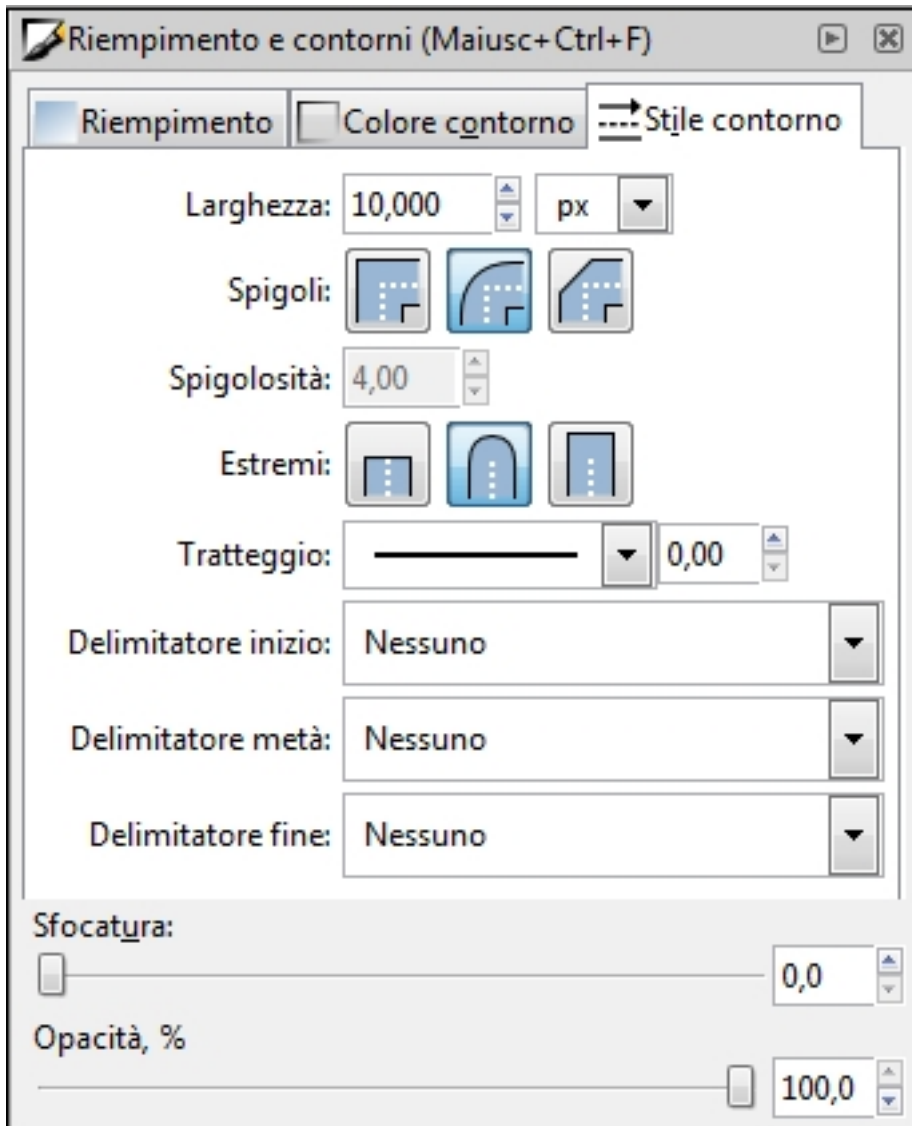 Riempimento e contorni (Maiusc+Ctrl+F)
Riempimento Colore contorno Stile contorno
Larghezza: 10,000 px
Spigoli:
Spigolosità: 4,00
Estremi:
Tratteggio: 0,00
Delimitatore inizio: Nessuno
Delimitatore metà: Nessuno
Delimitatore fine: Nessuno
Sfocatura:
0,0
Opacità, %
100,0